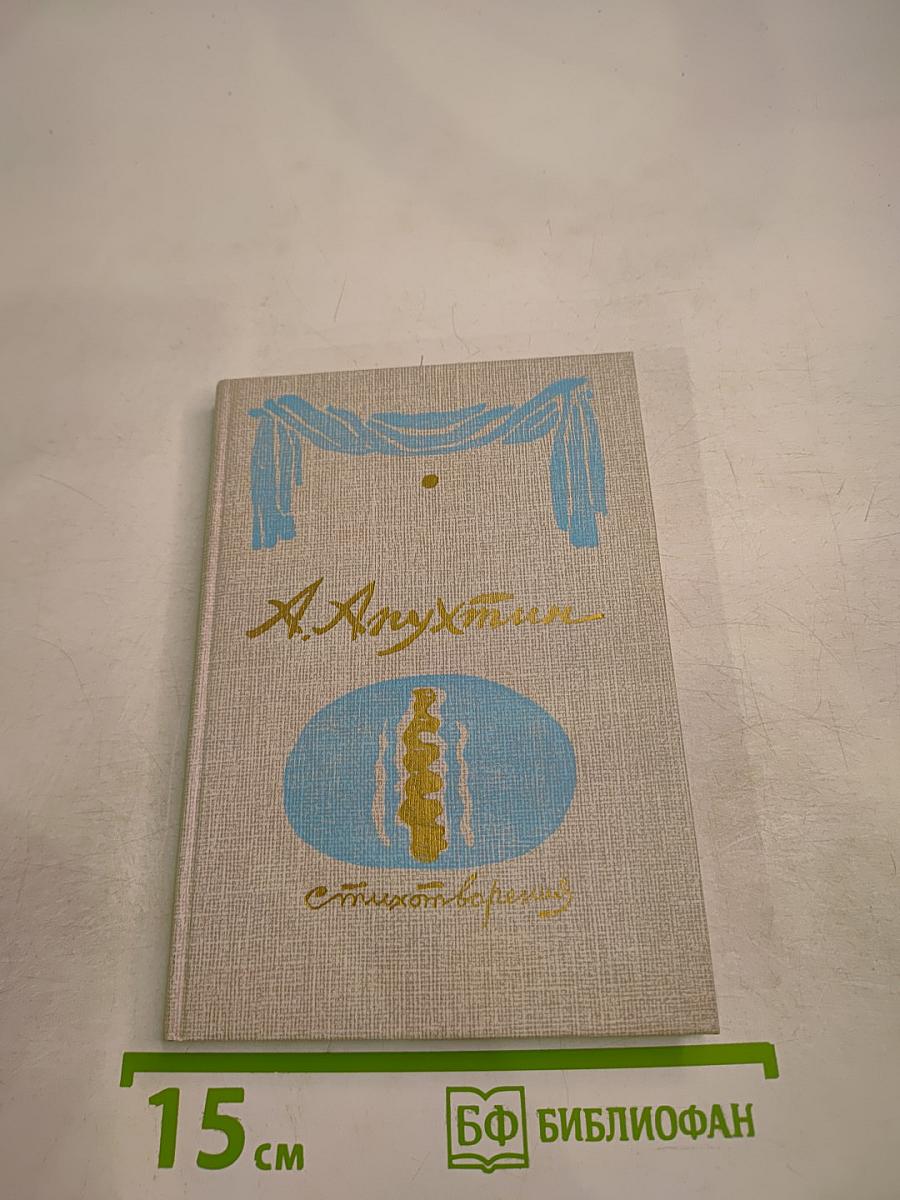 А. Апухтин
стихотворения
15 см
БФ БИБЛИОФАН